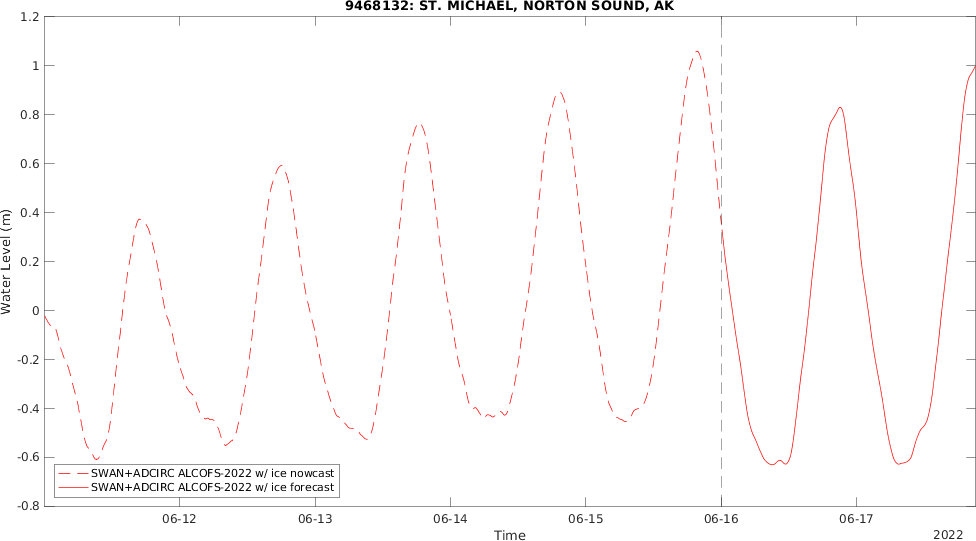 9468132: ST. MICHAEL, NORTON SOUND, AK
1.2
1
0.8
0.6
0.4
0.2
0
-0.2
-0.4
-0.6
-0.8
Water Level (m)
SWAN+ADCIRC ALCOFS-2022 w/ ice nowcast
SWAN+ADCIRC ALCOFS-2022 w/ ice forecast
06-12 06-13 06-14 06-15 06-16 06-17
Time
2022